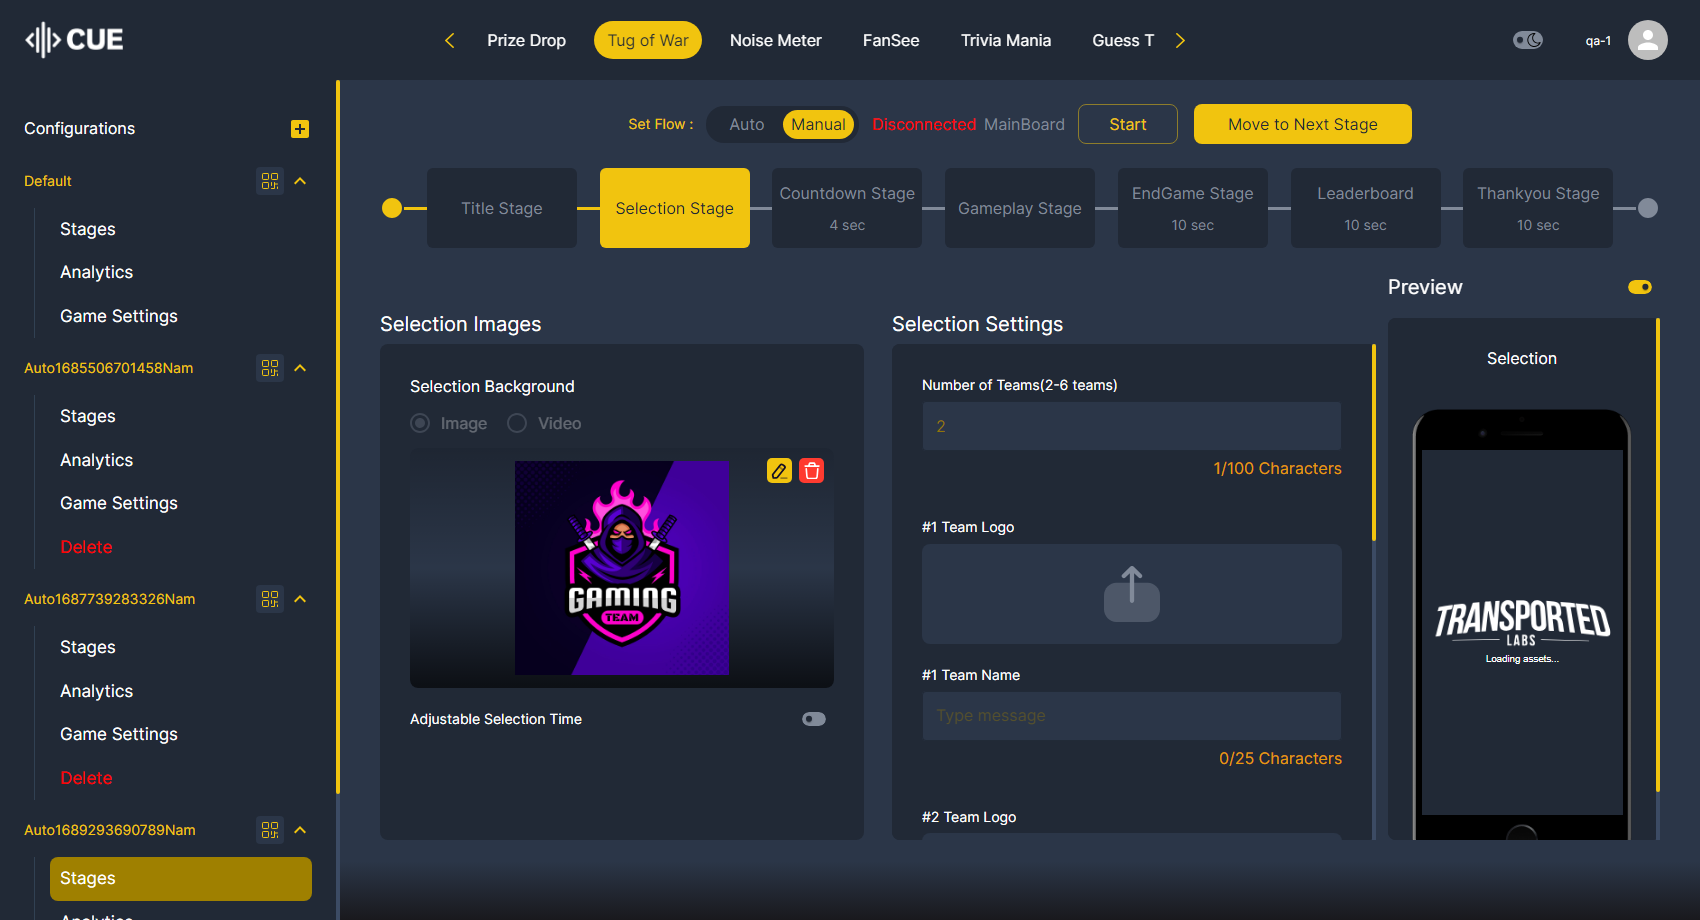 CUE
Prize Drop
Tug of War
Noise Meter
FanSee
Trivia Mania
Guess T
qa-1
Configurations
Default
Stages
Analytics
Game Settings
Auto1685506701458Nam
Stages
Analytics
Game Settings
Delete
Auto1687739283326Nam
Stages
Analytics
Game Settings
Delete
Auto1689293690789Nam
Stages
Analytics
Set Flow :
Auto
Manual
Disconnected MainBoard
Start
Move to Next Stage
Title Stage
Selection Stage
Countdown Stage
4 sec
Gameplay Stage
EndGame Stage
10 sec
Leaderboard
10 sec
Thankyou Stage
10 sec
Selection Images
Selection Background
Image
Video
GAMING
TEAM
Adjustable Selection Time
Selection Settings
Number of Teams(2-6 teams)
2
1/100 Characters
#1 Team Logo
#1 Team Name
Type message
0/25 Characters
#2 Team Logo
Preview
Selection
TRANSPORTED
LABS
Loading assets...